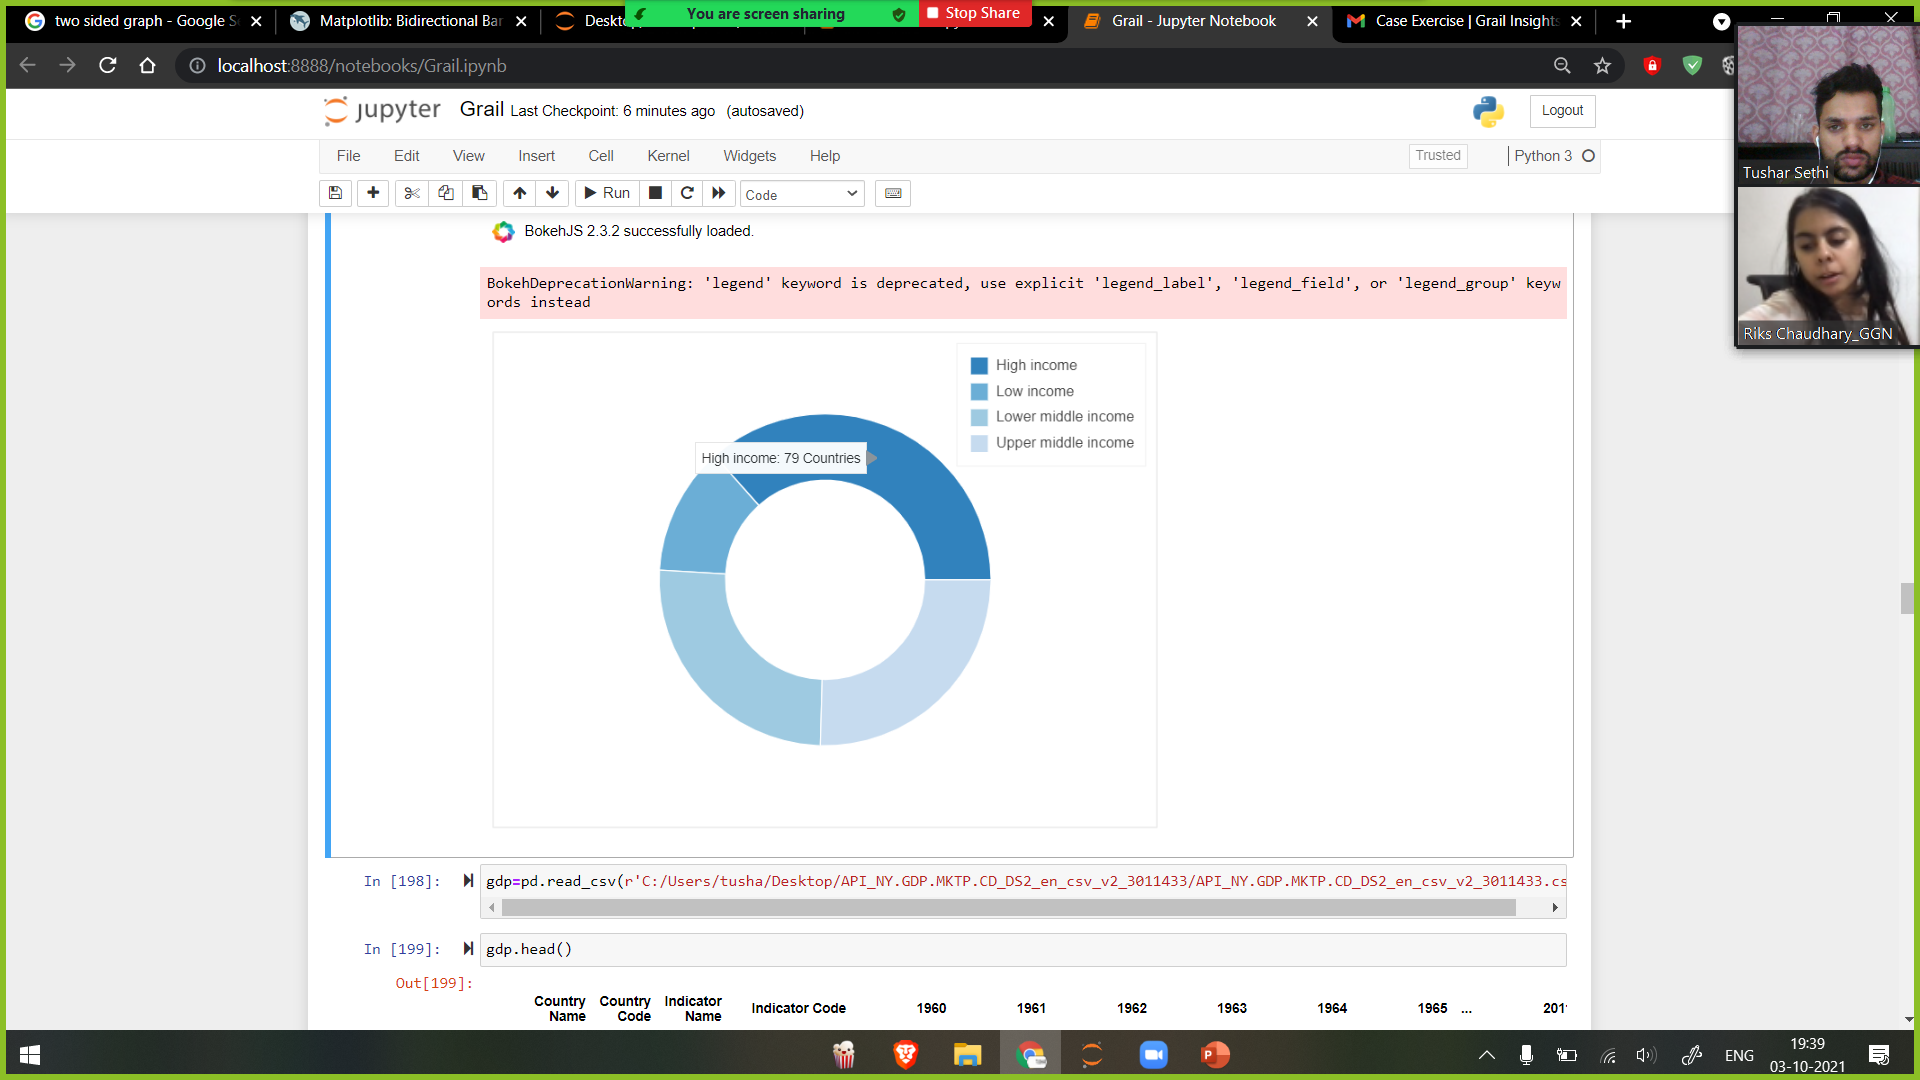 two sided graph - Google S
Matplotlib: Bidirectional Bar
Deskto
You are screen sharing
Stop Share
Grail - Jupyter Notebook
Case Exercise | Grail Insights
localhost:8888/notebooks/Grail.ipynb
Tushar Sethi
Riks Chaudhary_GGN
jupyter Grail Last Checkpoint: 6 minutes ago (autosaved)
Logout
File Edit View Insert Cell Kernel Widgets Help
Trusted
Python 3
Run
Code
BokehJS 2.3.2 successfully loaded.
BokehDeprecationWarning: 'legend' keyword is deprecated, use explicit 'legend_label', 'legend_field', or 'legend_group' keyw
ords instead
High income
Low income
Lower middle income
Upper middle income
High income: 79 Countries
In [198]:
gdp=pd.read_csv(r'C:/Users/tusha/Desktop/API_NY.GDP.MKTP.CD_DS2_en_csv_v2_3011433/API_NY.GDP.MKTP.CD_DS2_en_csv_v2_3011433.cs
In [199]:
gdp.head()
Out[199]:
Country Name Country Code Indicator Name Indicator Code 1960 1961 1962 1963 1964 1965 ... 201
ENG
19:39
03-10-2021